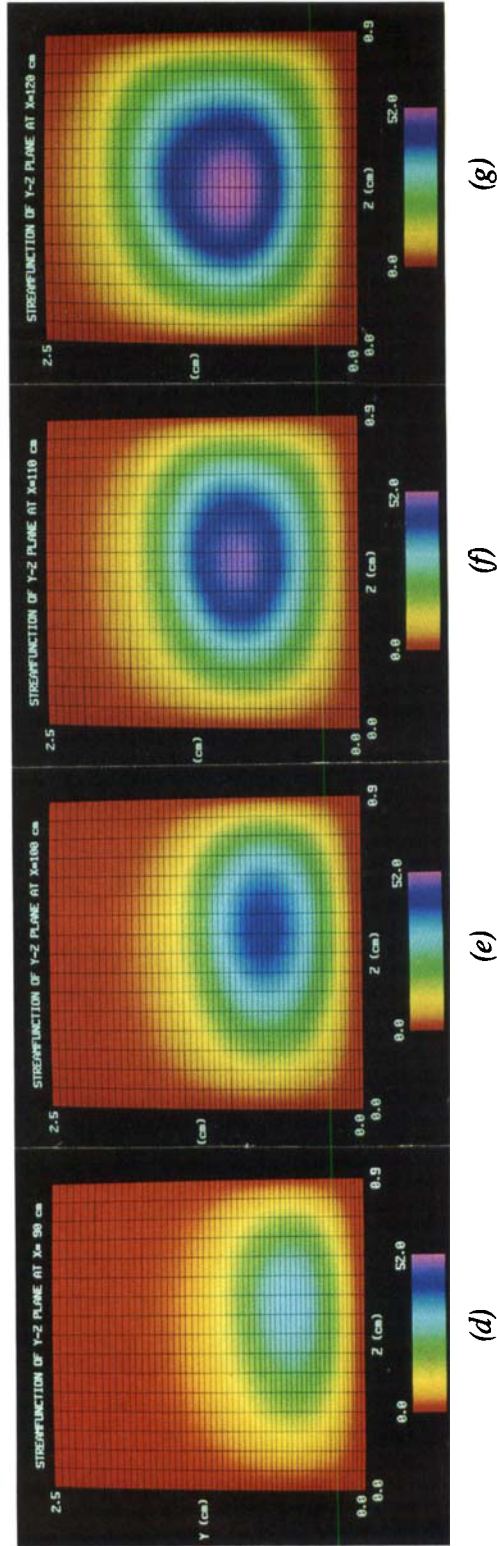 STREAMFUNCTION OF Y-Z PLANE AT X= 90 cm
2.5
Y (cm)
0.0
0.0 Z (cm) 0.9
0.0 52.0
(d)
STREAMFUNCTION OF Y-Z PLANE AT X=100 cm
2.5
(cm)
0.0
0.0 Z (cm) 0.9
0.0 52.0
(e)
STREAMFUNCTION OF Y-Z PLANE AT X=110 cm
2.5
(cm)
0.0
0.0 Z (cm) 0.9
0.0 52.0
(f)
STREAMFUNCTION OF Y-Z PLANE AT X=120 cm
2.5
(cm)
0.0
0.0 Z (cm) 0.9
0.0 52.0
(g)